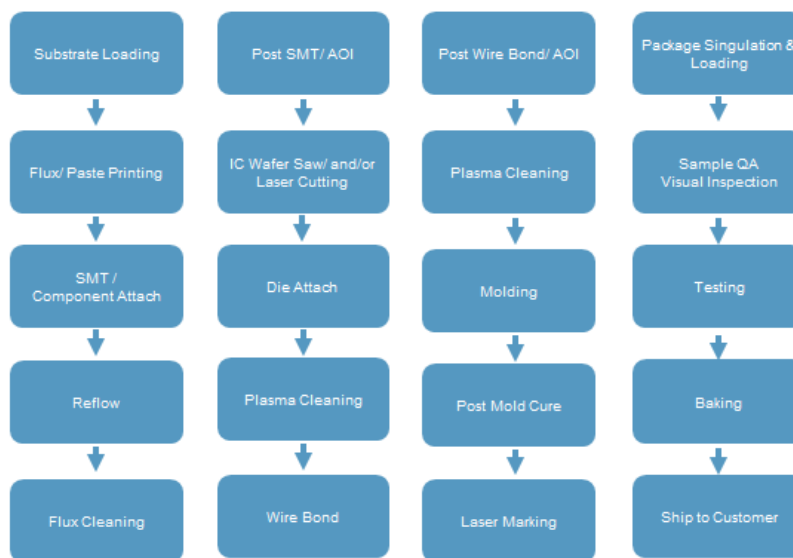 Substrate Loading
Flux/ Paste Printing
SMT /
Component Attach
Reflow
Flux Cleaning
Post SMT/ AOI
IC Wafer Saw/ and/or
Laser Cutting
Die Attach
Plasma Cleaning
Wire Bond
Post Wire Bond/ AOI
Plasma Cleaning
Molding
Post Mold Cure
Laser Marking
Package Singulation &
Loading
Sample QA
Visual Inspection
Testing
Baking
Ship to Customer